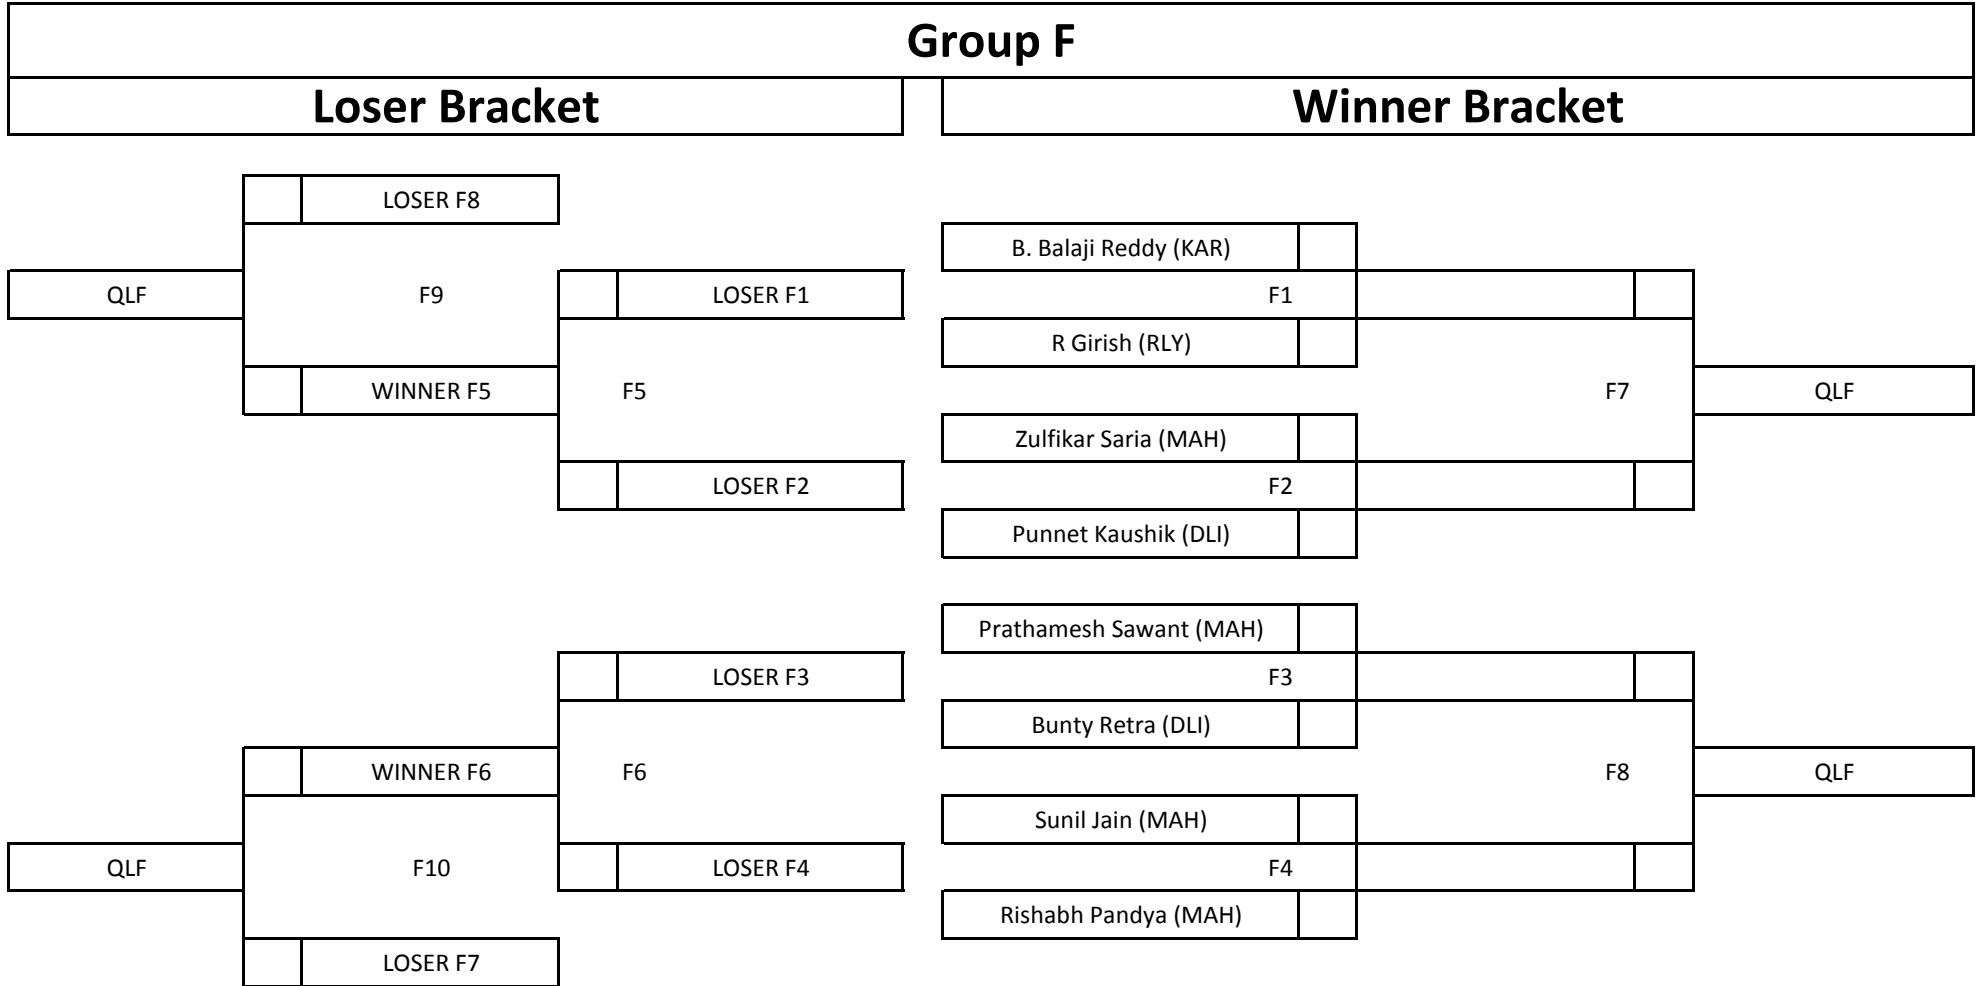 Group F
Loser Bracket
Winner Bracket
LOSER F8
B. Balaji Reddy (KAR)
QLF
F9
LOSER F1
F1
R Girish (RLY)
WINNER F5
F5
F7
QLF
Zulfikar Saria (MAH)
LOSER F2
F2
Punnet Kaushik (DLI)
Prathamesh Sawant (MAH)
LOSER F3
F3
Bunty Retra (DLI)
WINNER F6
F6
F8
QLF
Sunil Jain (MAH)
QLF
F10
LOSER F4
F4
Rishabh Pandya (MAH)
LOSER F7